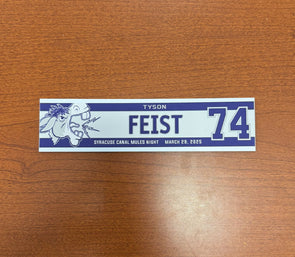 TYSON
FEIST 74
SYRACUSE CANAL MULES NIGHT MARCH 29, 2025